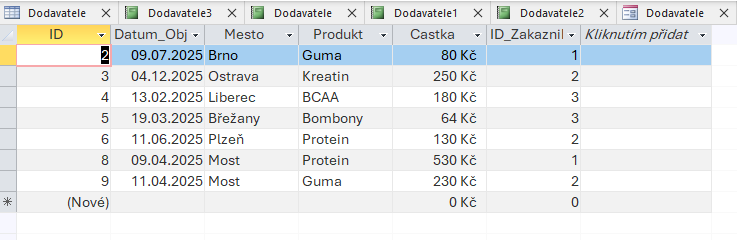 Dodavatele Dodavatele3 Dodavatele Dodavatele1 Dodavatele2 Dodavatele
ID Datum_Obj Mesto Produkt Castka ID_Zakaznil Kliknutím přidat
2 09.07.2025 Brno Guma 80 Kč 1
3 04.12.2025 Ostrava Kreatin 250 Kč 2
4 13.02.2025 Liberec BCAA 180 Kč 3
5 19.03.2025 Břežany Bombony 64 Kč 3
6 11.06.2025 Plzeň Protein 130 Kč 2
8 09.04.2025 Most Protein 530 Kč 1
9 11.04.2025 Most Guma 230 Kč 2
(Nové) 0 Kč 0